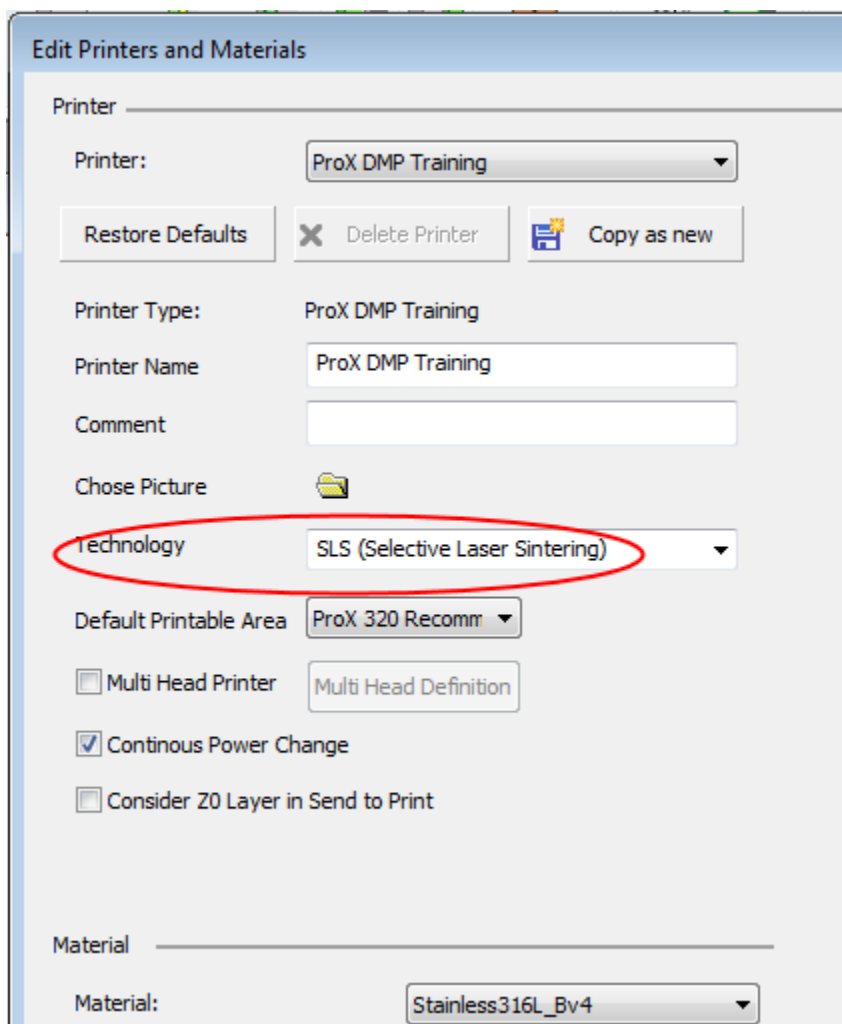 Edit Printers and Materials
Printer
Printer: ProX DMP Training
Restore Defaults Delete Printer Copy as new
Printer Type: ProX DMP Training
Printer Name ProX DMP Training
Comment
Chose Picture
Technology SLS (Selective Laser Sintering)
Default Printable Area ProX 320 Recomm
Multi Head Printer Multi Head Definition
Continous Power Change
Consider Z0 Layer in Send to Print
Material
Material: Stainless316L_Bv4